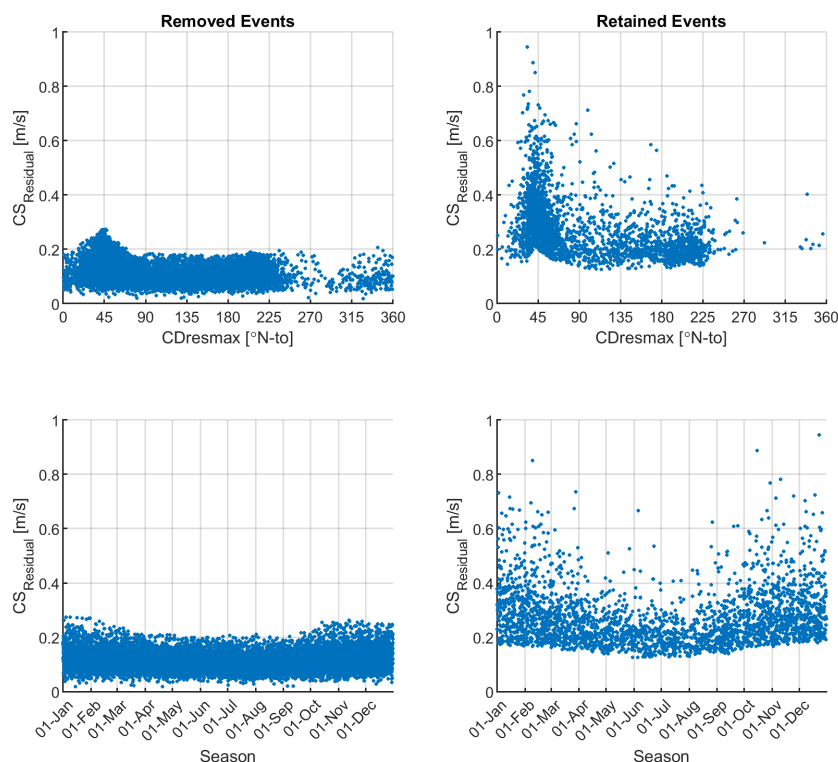 Removed Events
Retained Events
CS_Residual [m/s]
1
0.8
0.6
0.4
0.2
0
0 45 90 135 180 225 270 315 360
CDresmax [°N-to]
CS_Residual [m/s]
1
0.8
0.6
0.4
0.2
0
0 45 90 135 180 225 270 315 360
CDresmax [°N-to]
CS_Residual [m/s]
1
0.8
0.6
0.4
0.2
0
01-Jan 01-Feb 01-Mar 01-Apr 01-May 01-Jun 01-Jul 01-Aug 01-Sep 01-Oct 01-Nov 01-Dec
Season
CS_Residual [m/s]
1
0.8
0.6
0.4
0.2
0
01-Jan 01-Feb 01-Mar 01-Apr 01-May 01-Jun 01-Jul 01-Aug 01-Sep 01-Oct 01-Nov 01-Dec
Season